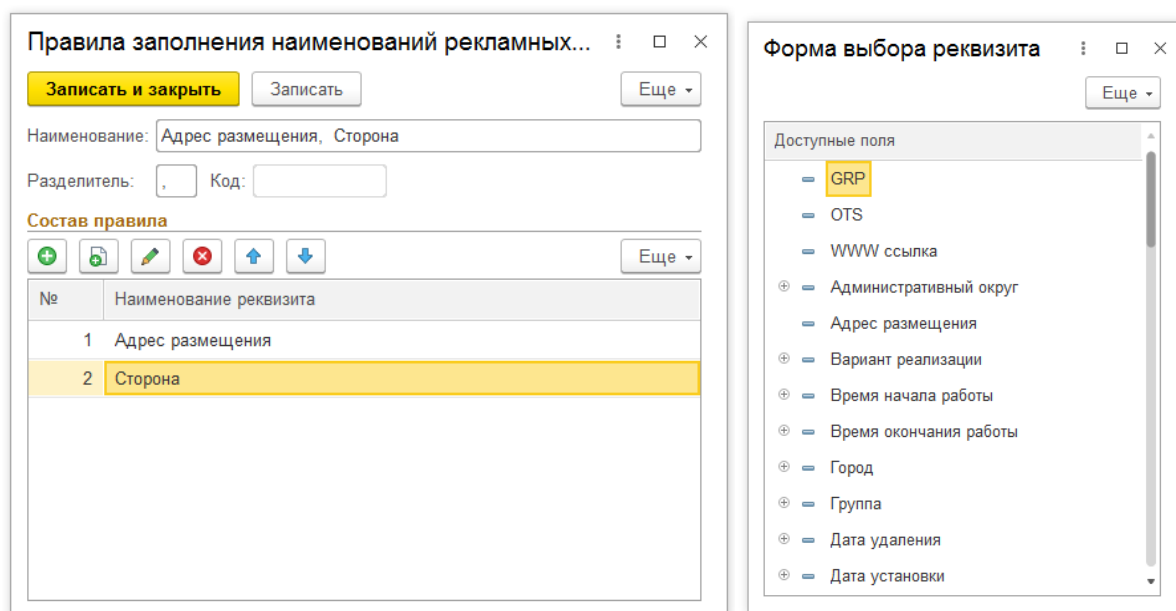 Правила заполнения наименований рекламных...
Записать и закрыть
Записать
Еще
Наименование: Адрес размещения, Сторона
Разделитель: , Код:
Состав правила
Еще
№ Наименование реквизита
1 Адрес размещения
2 Сторона
Форма выбора реквизита
Еще
Доступные поля
GRP
OTS
WWW ссылка
Административный округ
Адрес размещения
Вариант реализации
Время начала работы
Время окончания работы
Город
Группа
Дата удаления
Дата установки